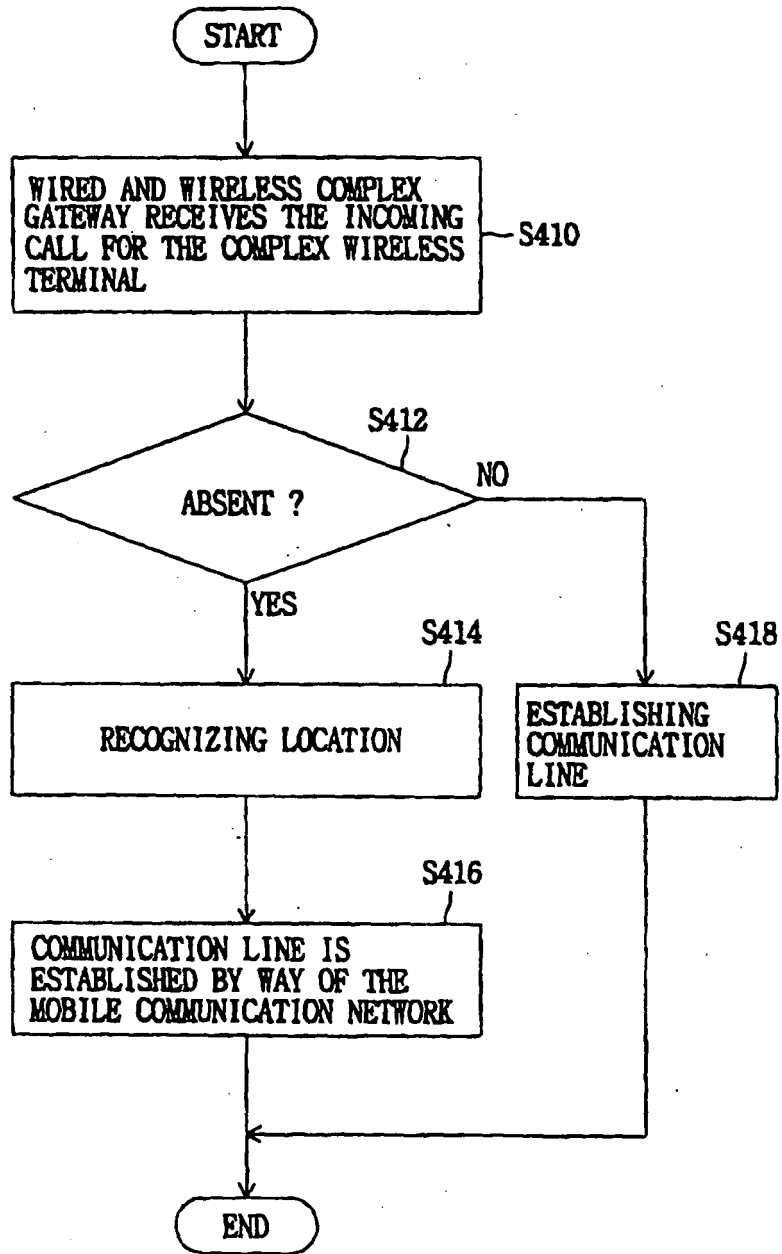 START
WIRED AND WIRELESS COMPLEX
GATEWAY RECEIVES THE INCOMING
CALL FOR THE COMPLEX WIRELESS
TERMINAL
S410
S412
ABSENT ?
NO
YES
S414
RECOGNIZING LOCATION
S418
ESTABLISHING
COMMUNICATION
LINE
S416
COMMUNICATION LINE IS
ESTABLISHED BY WAY OF THE
MOBILE COMMUNICATION NETWORK
END